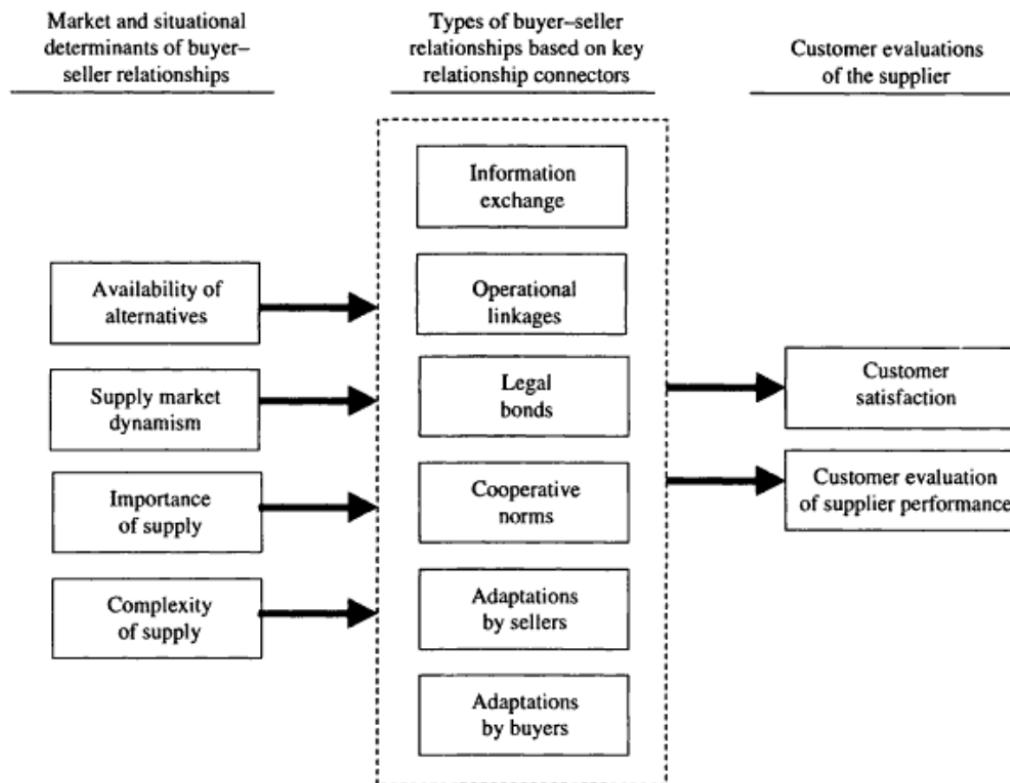 Market and situational
determinants of buyer–
seller relationships
Types of buyer–seller
relationships based on key
relationship connectors
Customer evaluations
of the supplier
Availability of
alternatives
Supply market
dynamism
Importance
of supply
Complexity
of supply
Information
exchange
Operational
linkages
Legal
bonds
Cooperative
norms
Adaptations
by sellers
Adaptations
by buyers
Customer
satisfaction
Customer evaluation
of supplier performance